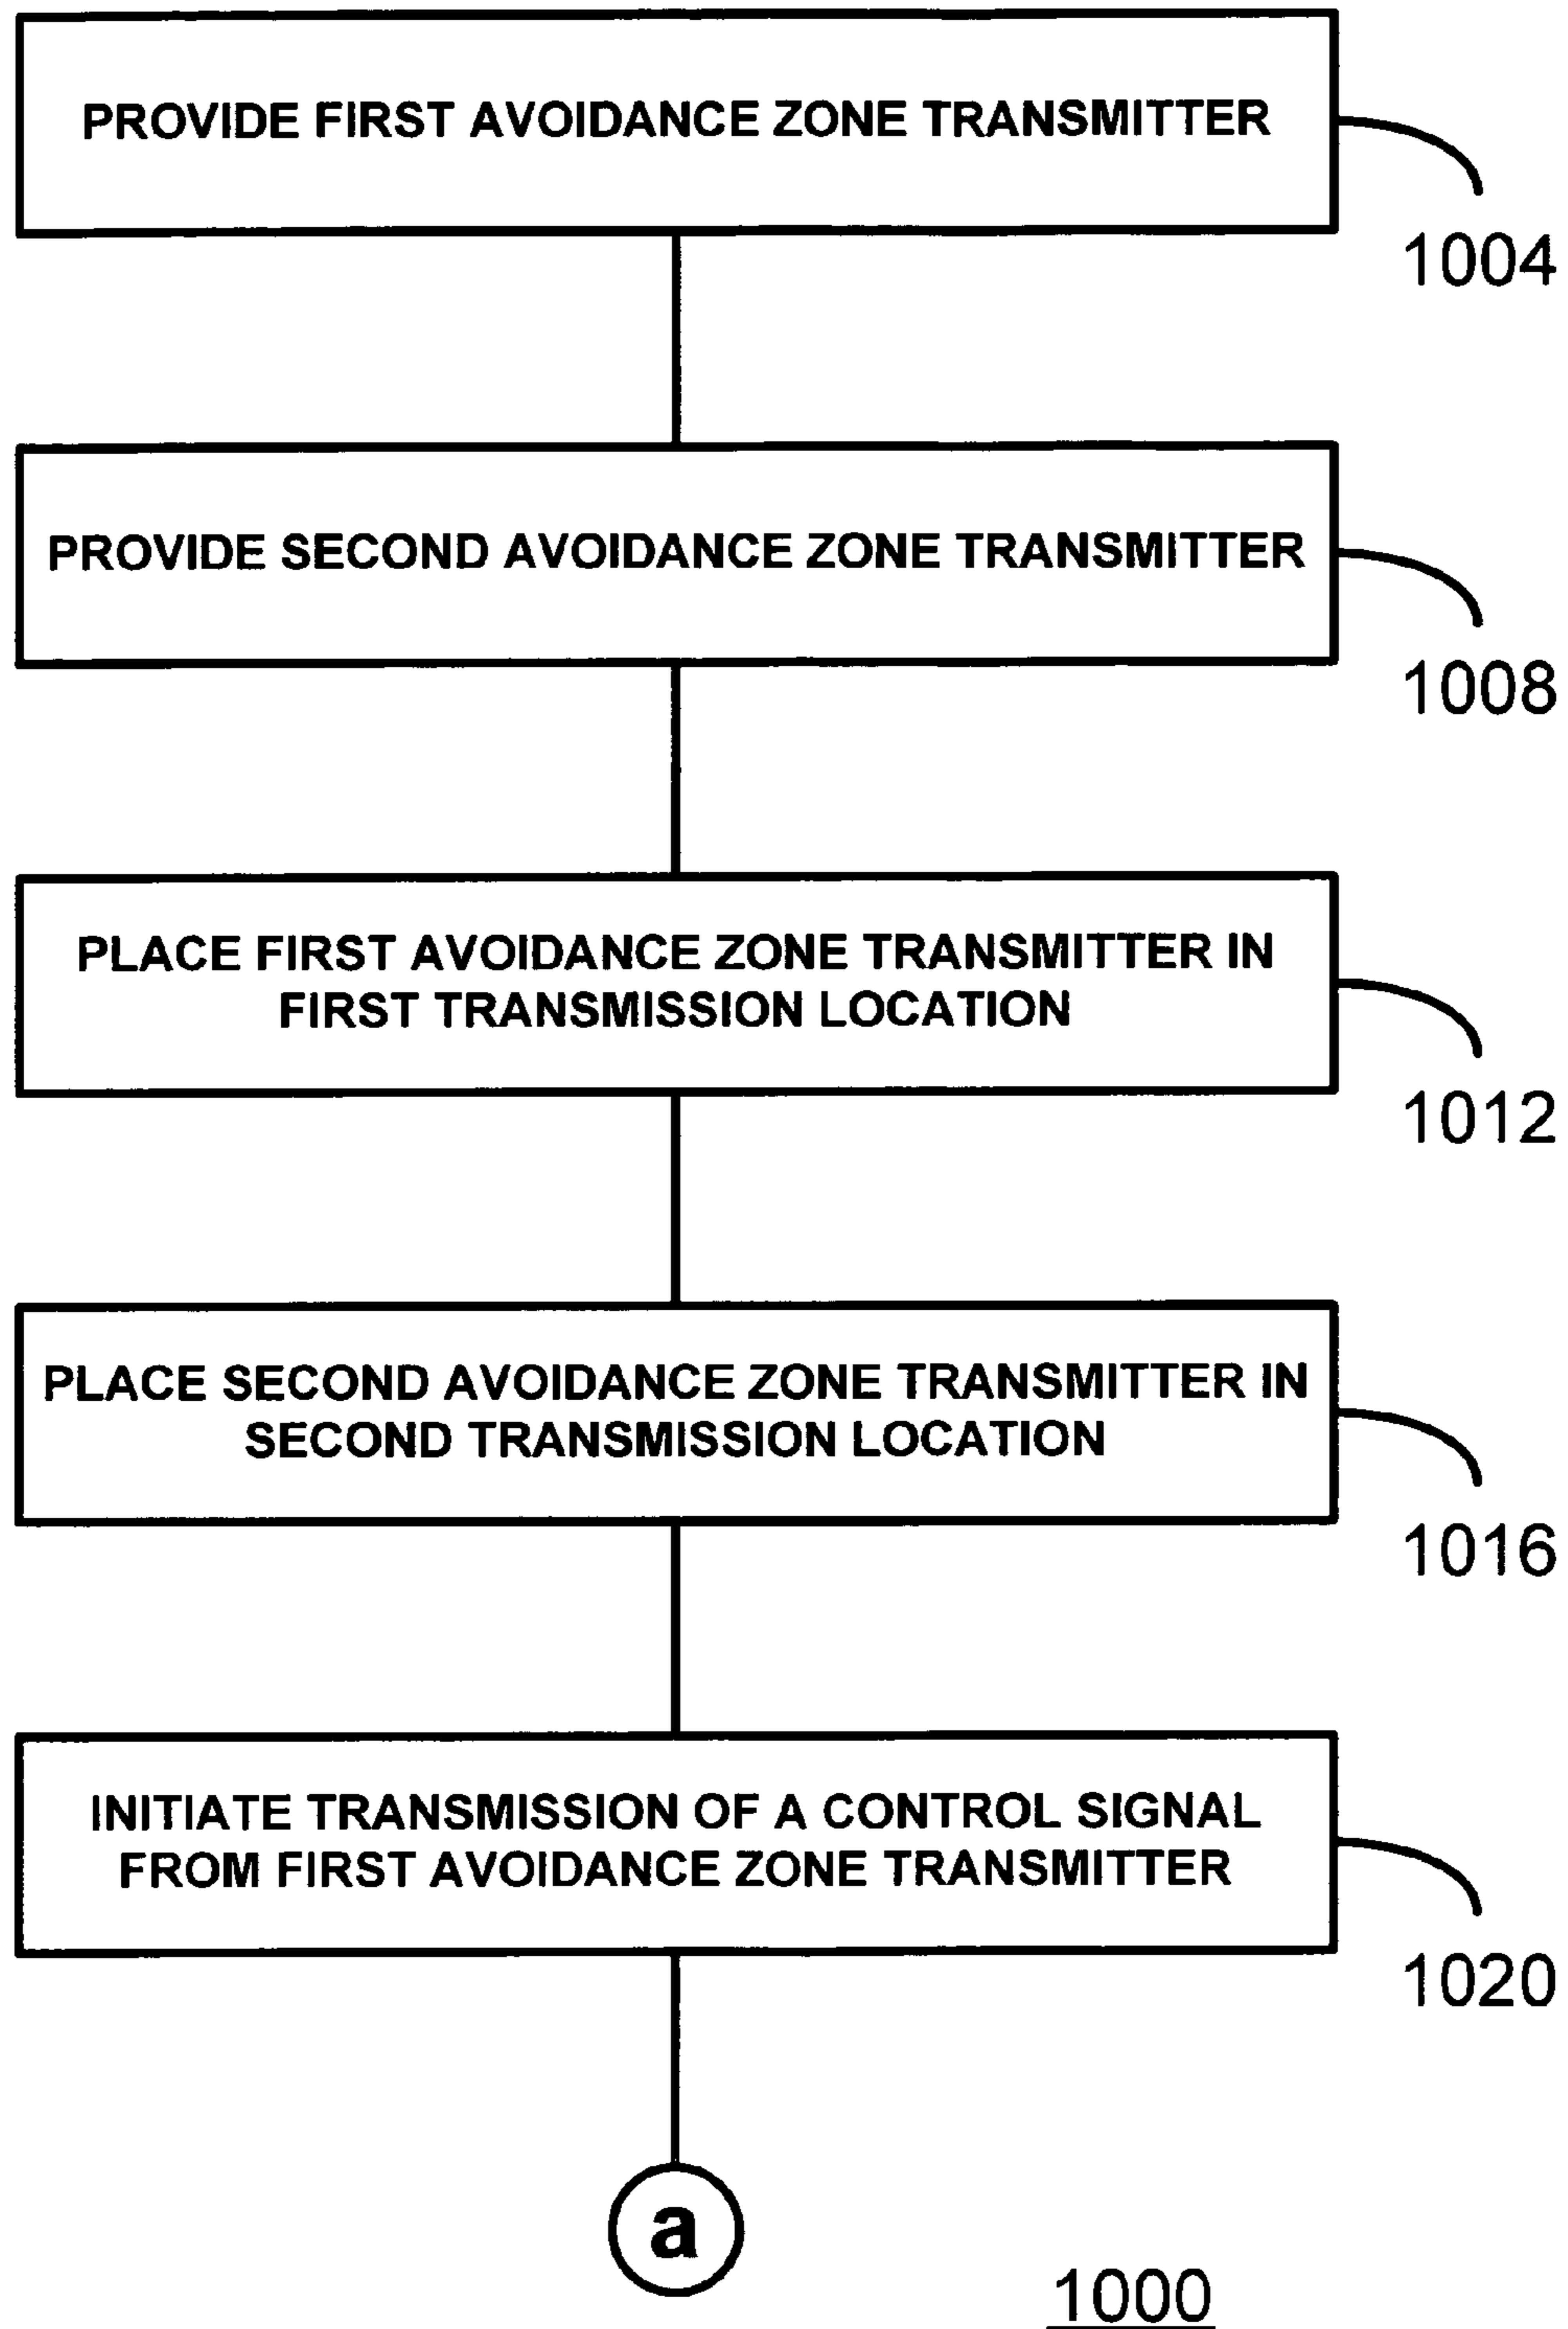 PROVIDE FIRST AVOIDANCE ZONE TRANSMITTER
1004
PROVIDE SECOND AVOIDANCE ZONE TRANSMITTER
1008
PLACE FIRST AVOIDANCE ZONE TRANSMITTER IN
FIRST TRANSMISSION LOCATION
1012
PLACE SECOND AVOIDANCE ZONE TRANSMITTER IN
SECOND TRANSMISSION LOCATION
1016
INITIATE TRANSMISSION OF A CONTROL SIGNAL
FROM FIRST AVOIDANCE ZONE TRANSMITTER
1020
a
1000